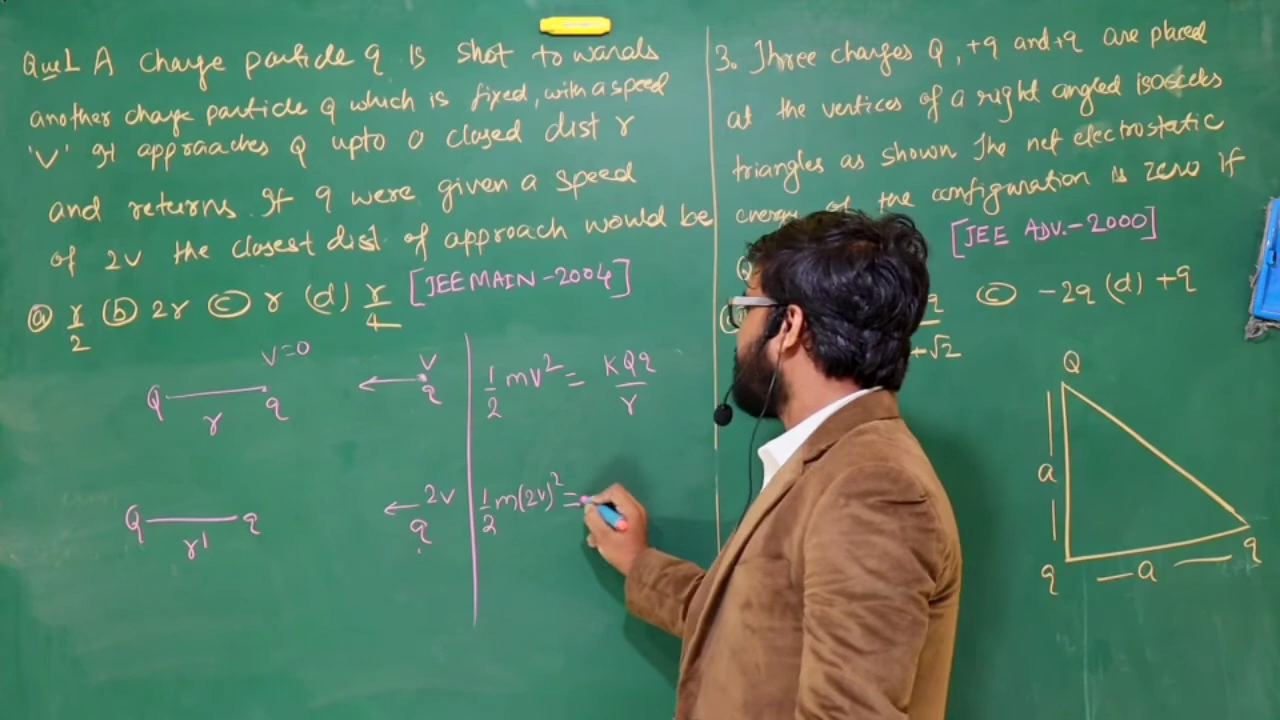 Que1 A charge particle q is shot towards
another charge particle Q which is fixed, with a speed
'V' It appraaches Q upto a closed dist r
and returns. If q were given a speed
of 2v the closest dist. of approach would be
(a) r/2 (b) 2r (c) r (d) r/4 [JEE MAIN - 2004]
V=0
V
Q
r
q
q
1/2 mv² = KQq/r
2v
Q
r'
q
q
1/2 m(2v)² =
3. Three charges Q, +q and +q are placed
at the vertices of a right angled isosceles
triangles as shown The net electrostatic
energy of the configuration is zero if
[JEE ADV.-2000]
(c) -2q (d) +q
+√2
Q
a
q
a
q